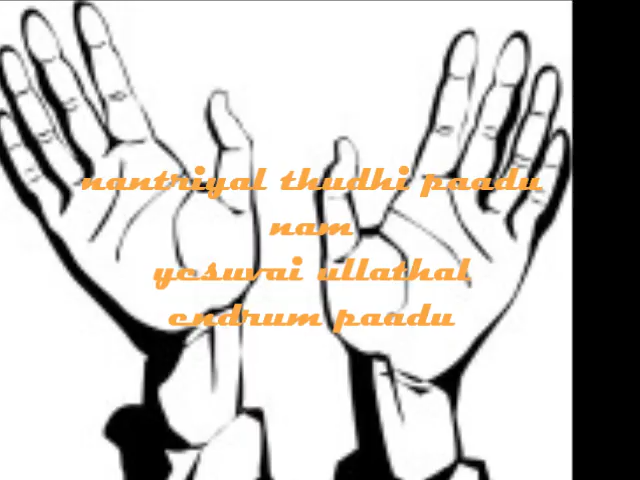 nantriyal thudhi paadu
nam
yesuvai ullathal
endrum paadu